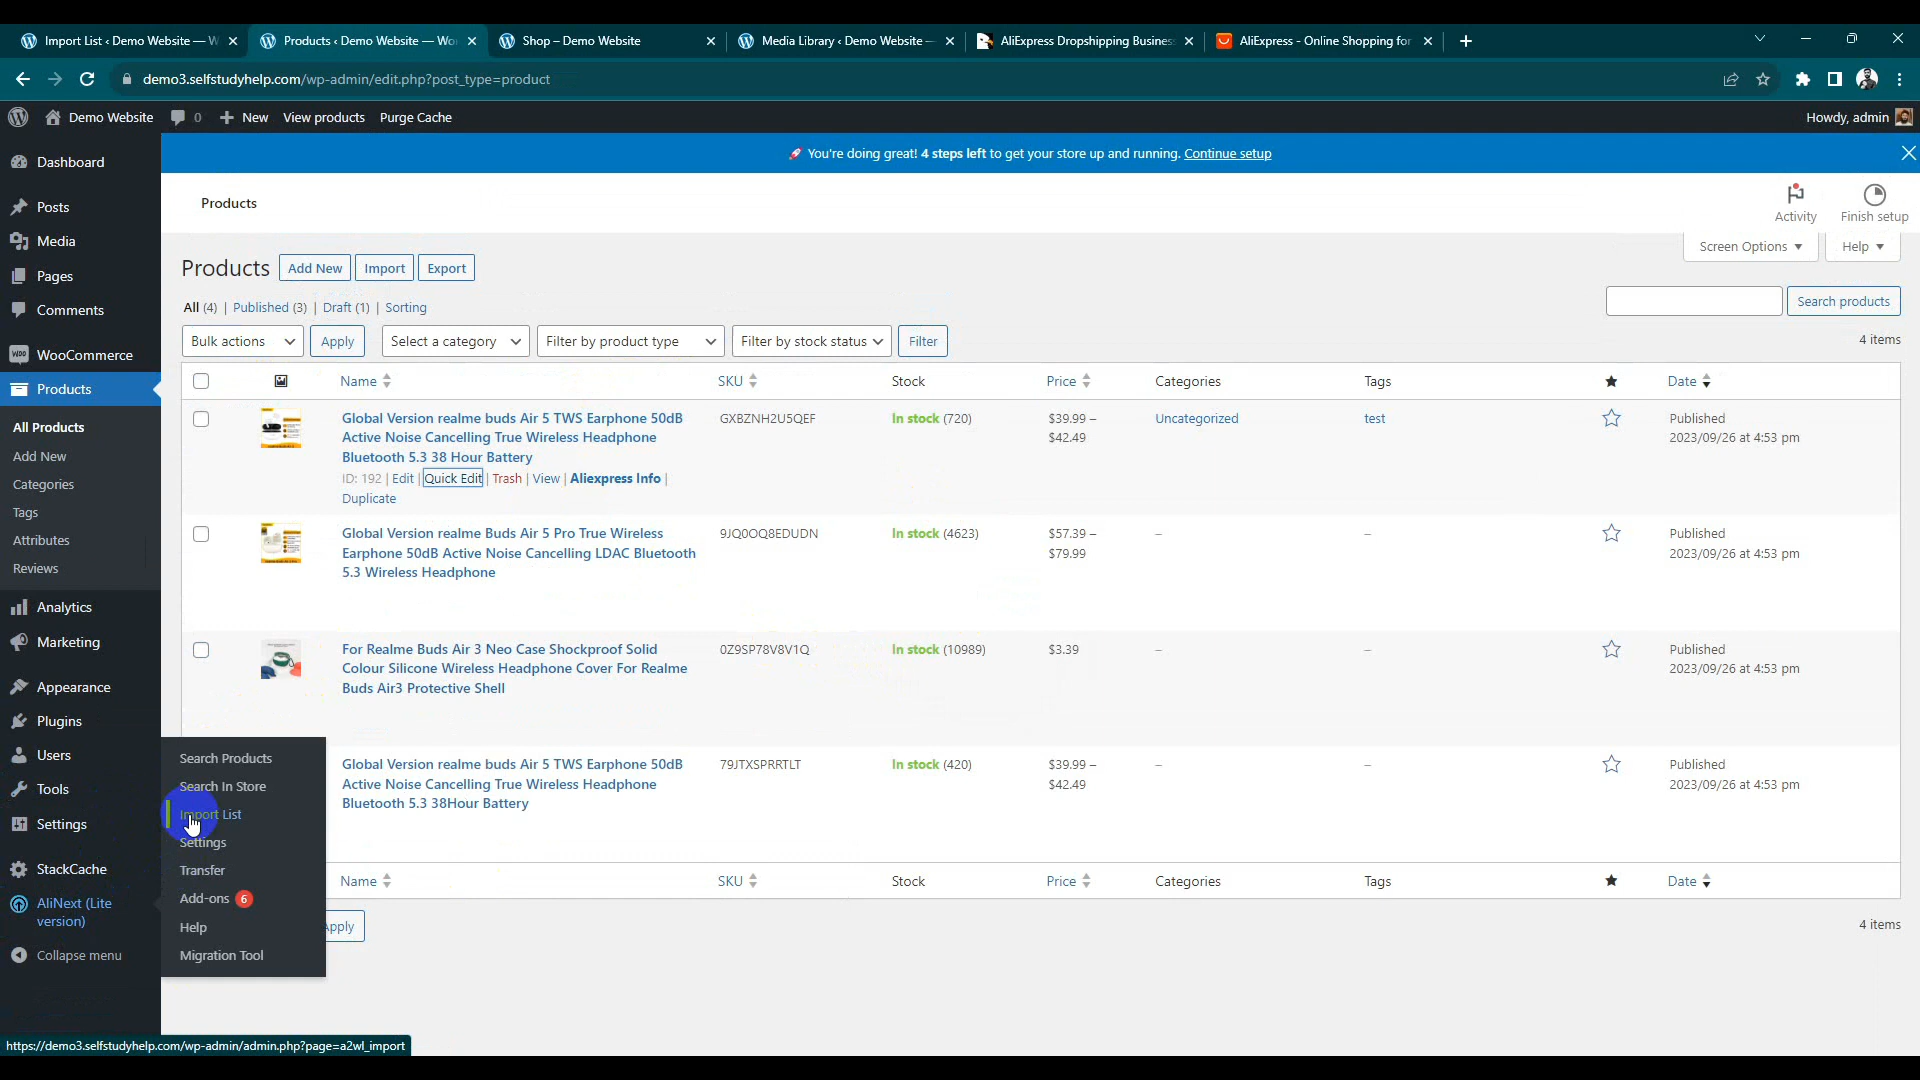 Import List ‹ Demo Website — W
Products ‹ Demo Website — Wo
Shop – Demo Website
Media Library ‹ Demo Website –
AliExpress Dropshipping Busines
AliExpress - Online Shopping for
demo3.selfstudyhelp.com/wp-admin/edit.php?post_type=product
Demo Website
0
New
View products
Purge Cache
Howdy, admin
🚀 You're doing great! 4 steps left to get your store up and running. Continue setup
Products
Activity
Finish setup
Screen Options
Help
Dashboard
Posts
Media
Pages
Comments
WooCommerce
Products
All Products
Add New
Categories
Tags
Attributes
Reviews
Analytics
Marketing
Appearance
Plugins
Users
Tools
Settings
StackCache
AliNext (Lite
version)
Collapse menu
Products
Add New
Import
Export
All (4) | Published (3) | Draft (1) | Sorting
Search products
Bulk actions
Apply
Select a category
Filter by product type
Filter by stock status
Filter
4 items
Name SKU Stock Price Categories Tags Date
Global Version realme buds Air 5 TWS Earphone 50dB
Active Noise Cancelling True Wireless Headphone
Bluetooth 5.3 38 Hour Battery
ID: 192 | Edit | Quick Edit | Trash | View | Aliexpress Info |
Duplicate
GXBZNH2U5QEF
In stock (720)
$39.99 –
$42.49
Uncategorized
test
Published
2023/09/26 at 4:53 pm
Global Version realme Buds Air 5 Pro True Wireless
Earphone 50dB Active Noise Cancelling LDAC Bluetooth
5.3 Wireless Headphone
9JQ0OQ8EDUDN
In stock (4623)
$57.39 –
$79.99
–
–
Published
2023/09/26 at 4:53 pm
For Realme Buds Air 3 Neo Case Shockproof Solid
Colour Silicone Wireless Headphone Cover For Realme
Buds Air3 Protective Shell
0Z9SP78V8V1Q
In stock (10989)
$3.39
–
–
Published
2023/09/26 at 4:53 pm
Global Version realme buds Air 5 TWS Earphone 50dB
Active Noise Cancelling True Wireless Headphone
Bluetooth 5.3 38Hour Battery
79JTXSPRRTLT
In stock (420)
$39.99 –
$42.49
–
–
Published
2023/09/26 at 4:53 pm
Name SKU Stock Price Categories Tags Date
Apply
4 items
Search Products
Search In Store
Import List
Settings
Transfer
Add-ons 6
Help
Migration Tool
https://demo3.selfstudyhelp.com/wp-admin/admin.php?page=a2wl_import